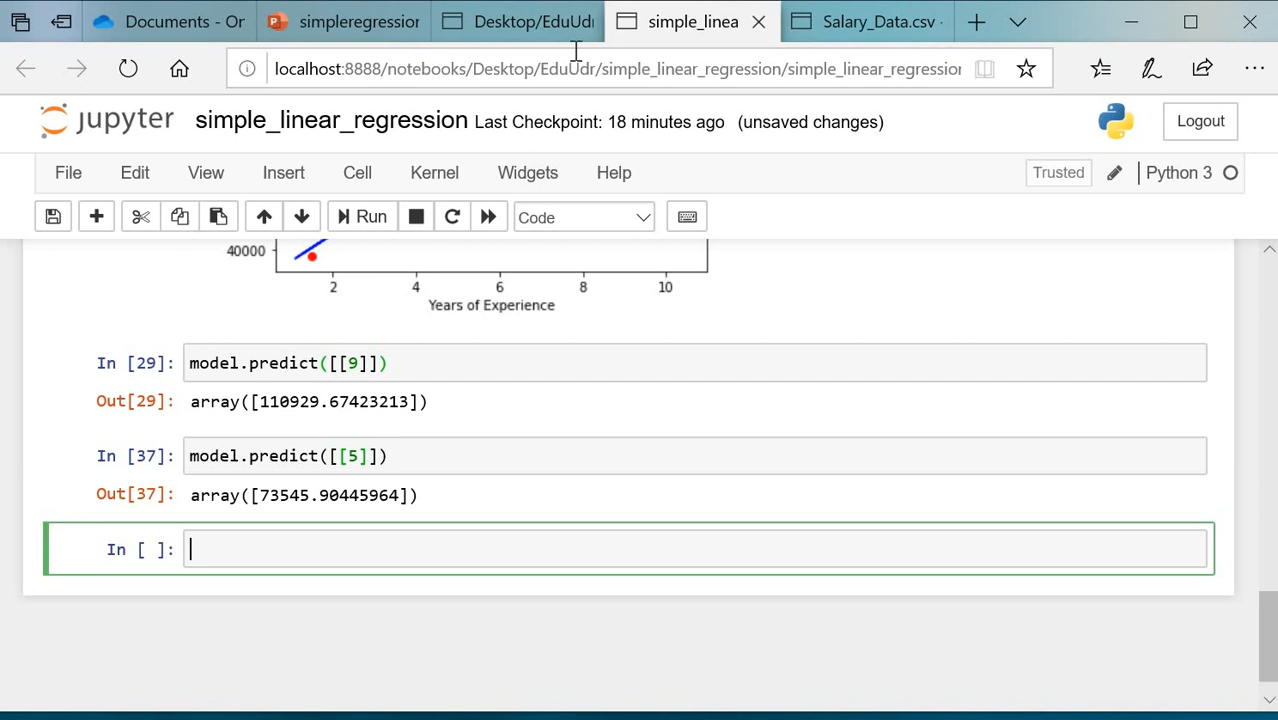 Documents - Or
simpleregression
Desktop/EduUdr
simple_linea
Salary_Data.csv -
localhost:8888/notebooks/Desktop/EduUdr/simple_linear_regression/simple_linear_regression
jupyter simple_linear_regression Last Checkpoint: 18 minutes ago (unsaved changes)
Logout
File Edit View Insert Cell Kernel Widgets Help
Trusted
Python 3
Run
Code
40000
2 4 6 8 10
Years of Experience
In [29]: model.predict([[9]])
Out[29]: array([110929.67423213])
In [37]: model.predict([[5]])
Out[37]: array([73545.90445964])
In [ ]: